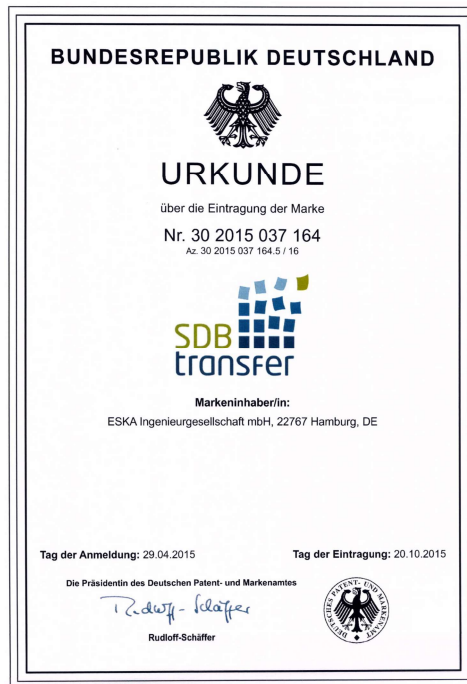 BUNDESREPUBLIK DEUTSCHLAND
URKUNDE
über die Eintragung der Marke
Nr. 30 2015 037 164
Az. 30 2015 037 164.5 / 16
SDB
transfer
Markeninhaber/in:
ESKA Ingenieurgesellschaft mbH, 22767 Hamburg, DE
Tag der Anmeldung: 29.04.2015 Tag der Eintragung: 20.10.2015
Die Präsidentin des Deutschen Patent- und Markenamtes
Rudloff-Schäffer
Rudloff-Schäffer
DEUTSCHES PATENT- UND MARKENAMT